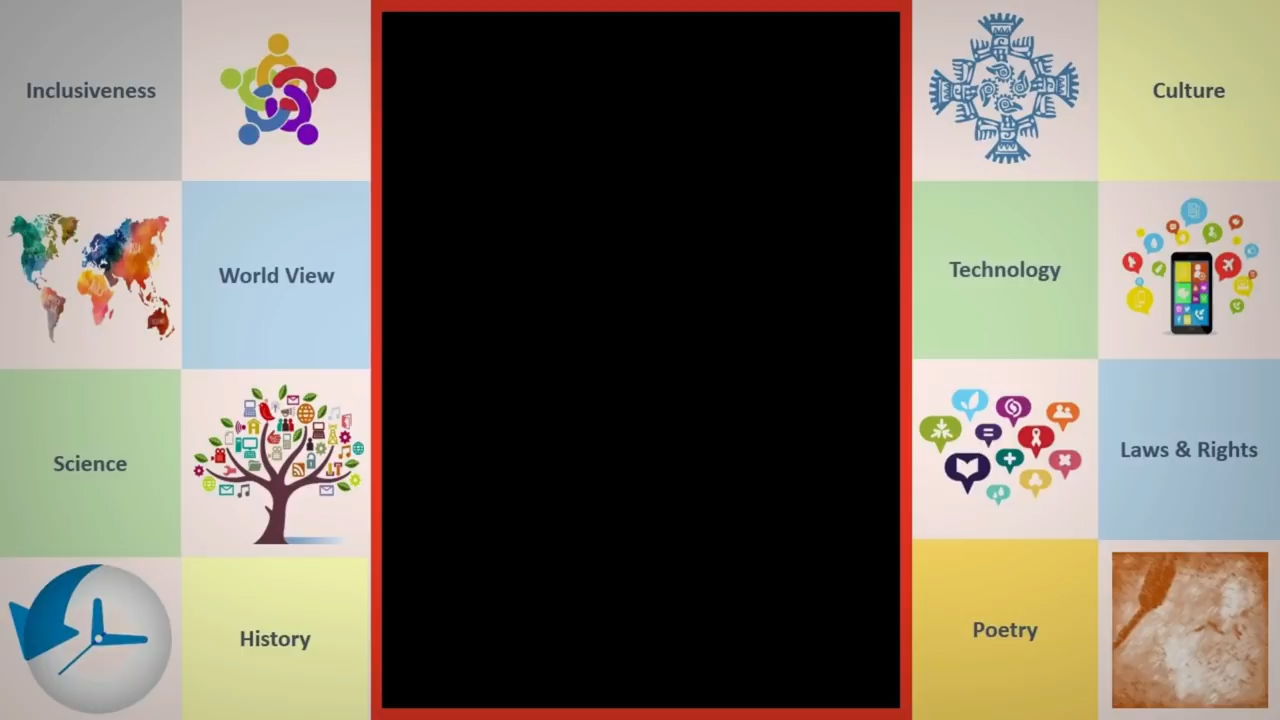 Inclusiveness
Culture
World View
Technology
Science
Laws & Rights
History
Poetry